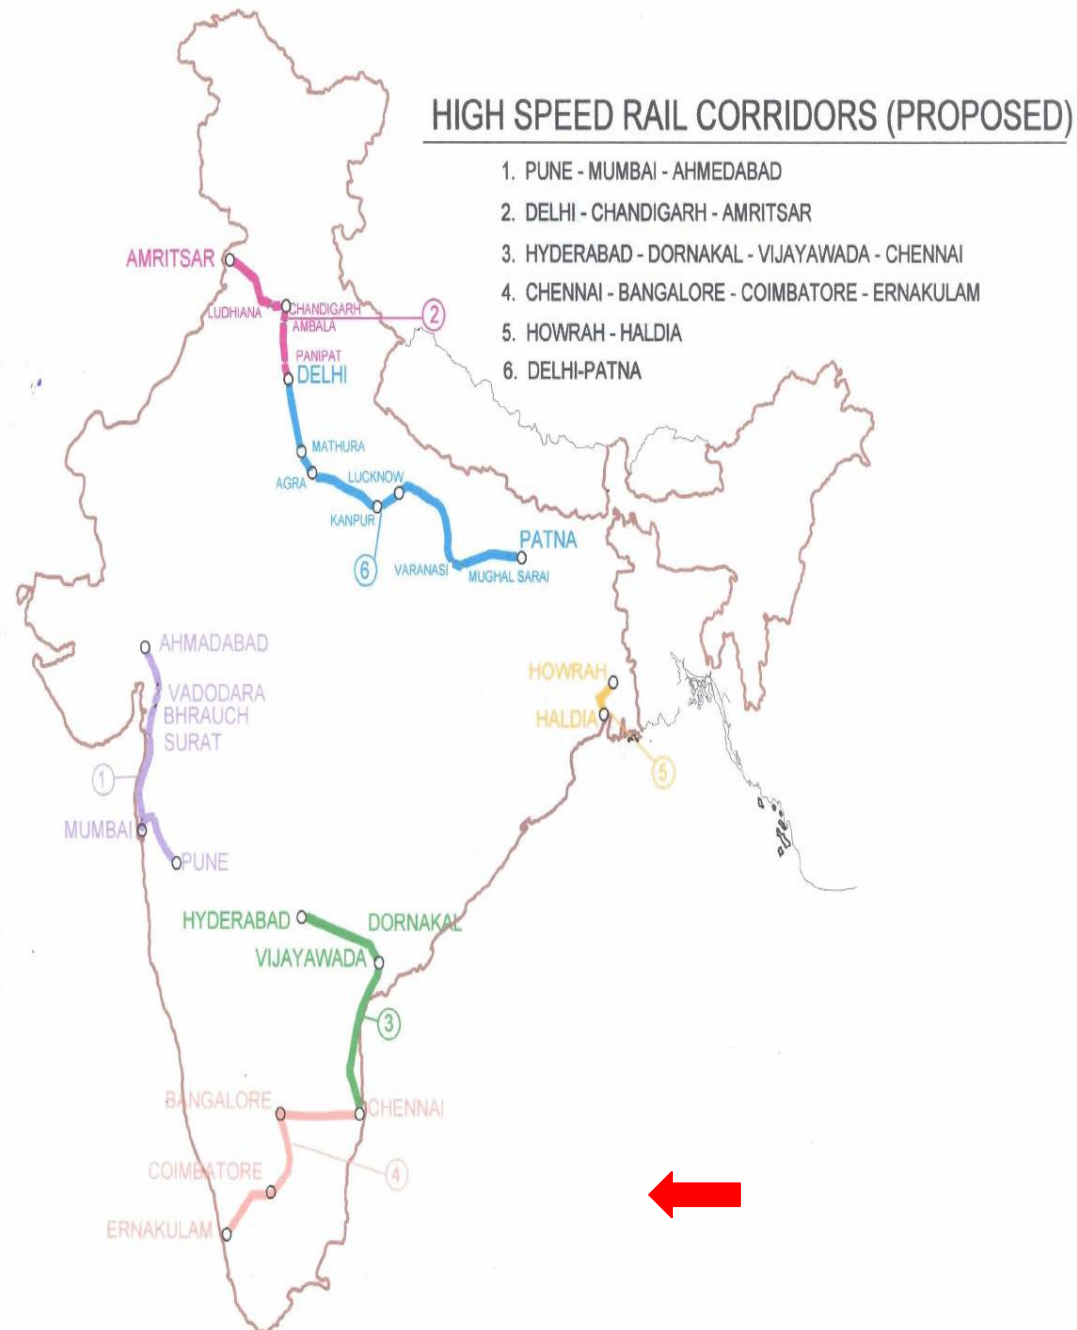 HIGH SPEED RAIL CORRIDORS (PROPOSED)
1. PUNE - MUMBAI - AHMEDABAD
2. DELHI - CHANDIGARH - AMRITSAR
3. HYDERABAD - DORNAKAL - VIJAYAWADA - CHENNAI
4. CHENNAI - BANGALORE - COIMBATORE - ERNAKULAM
5. HOWRAH - HALDIA
6. DELHI-PATNA
AMRITSAR
LUDHIANA
CHANDIGARH
2
AMBALA
PANIPAT
DELHI
MATHURA
AGRA
LUCKNOW
KANPUR
PATNA
6
VARANASI
MUGHAL SARAI
AHMADABAD
VADODARA
BHRAUCH
SURAT
1
MUMBAI
PUNE
HOWRAH
HALDIA
5
HYDERABAD
DORNAKAL
VIJAYAWADA
3
BANGALORE
CHENNAI
COIMBATORE
4
ERNAKULAM